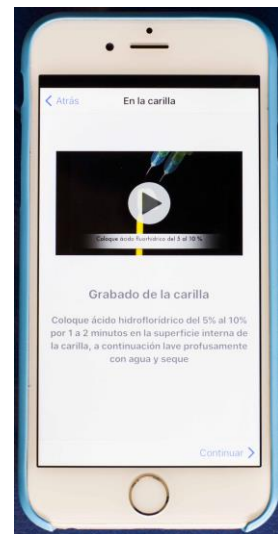 Atrás
En la carilla
Coloque ácido fluorhídrico del 5 al 10 %
Grabado de la carilla
Coloque ácido hidroflorídrico del 5% al 10%
por 1 a 2 minutos en la superficie interna de
la carilla, a continuación lave profusamente
con agua y seque
Continuar